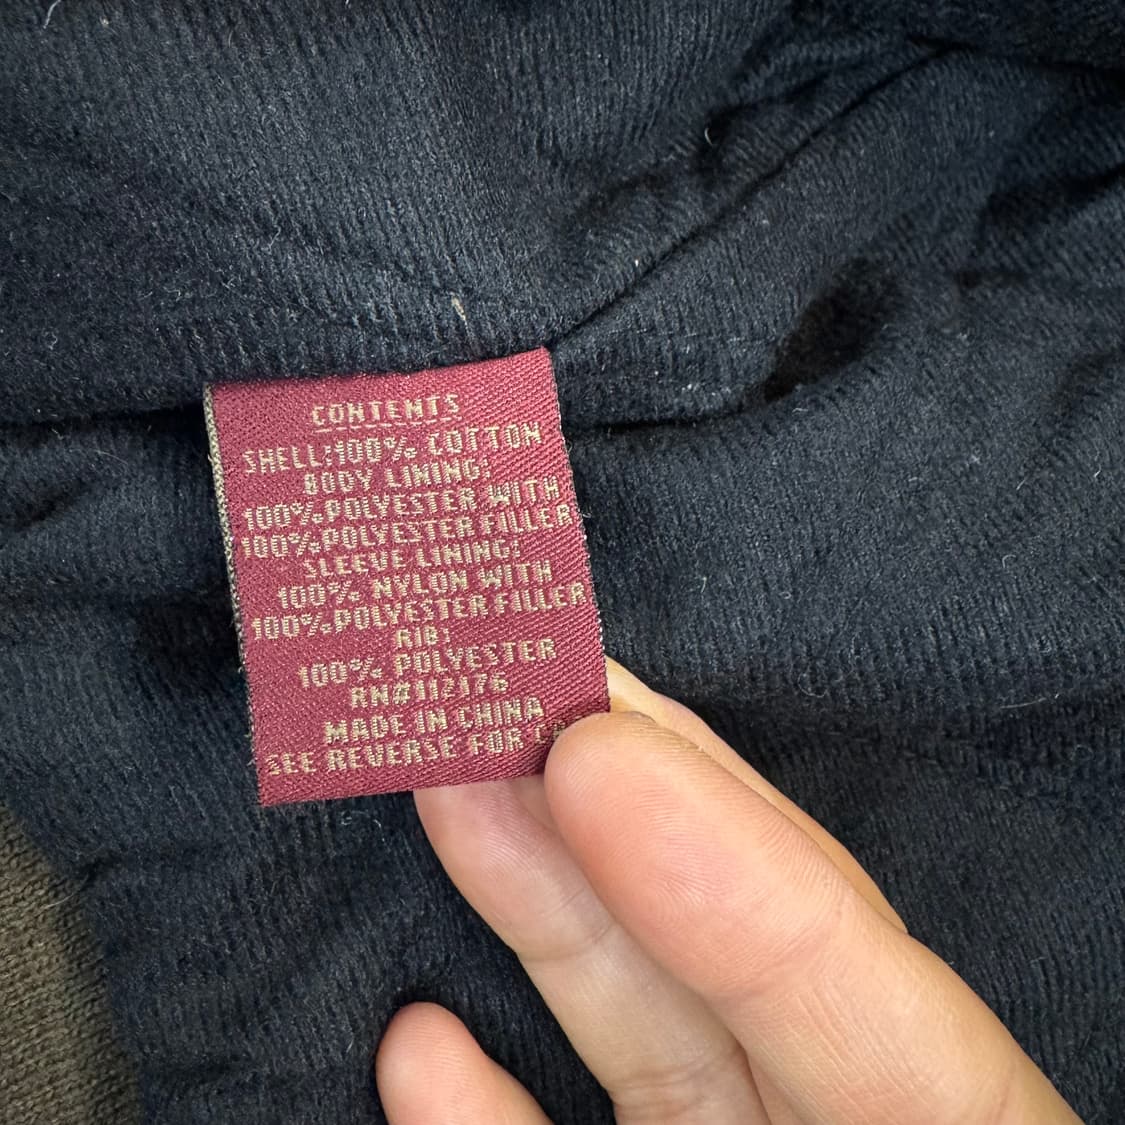 CONTENTS
SHELL:100% COTTON
BODY LINING:
100%POLYESTER WITH
100%POLYESTER FILLER
SLEEVE LINING:
100% NYLON WITH
100%POLYESTER FILLER
RIB:
100% POLYESTER
RN#112176
MADE IN CHINA
SEE REVERSE FOR